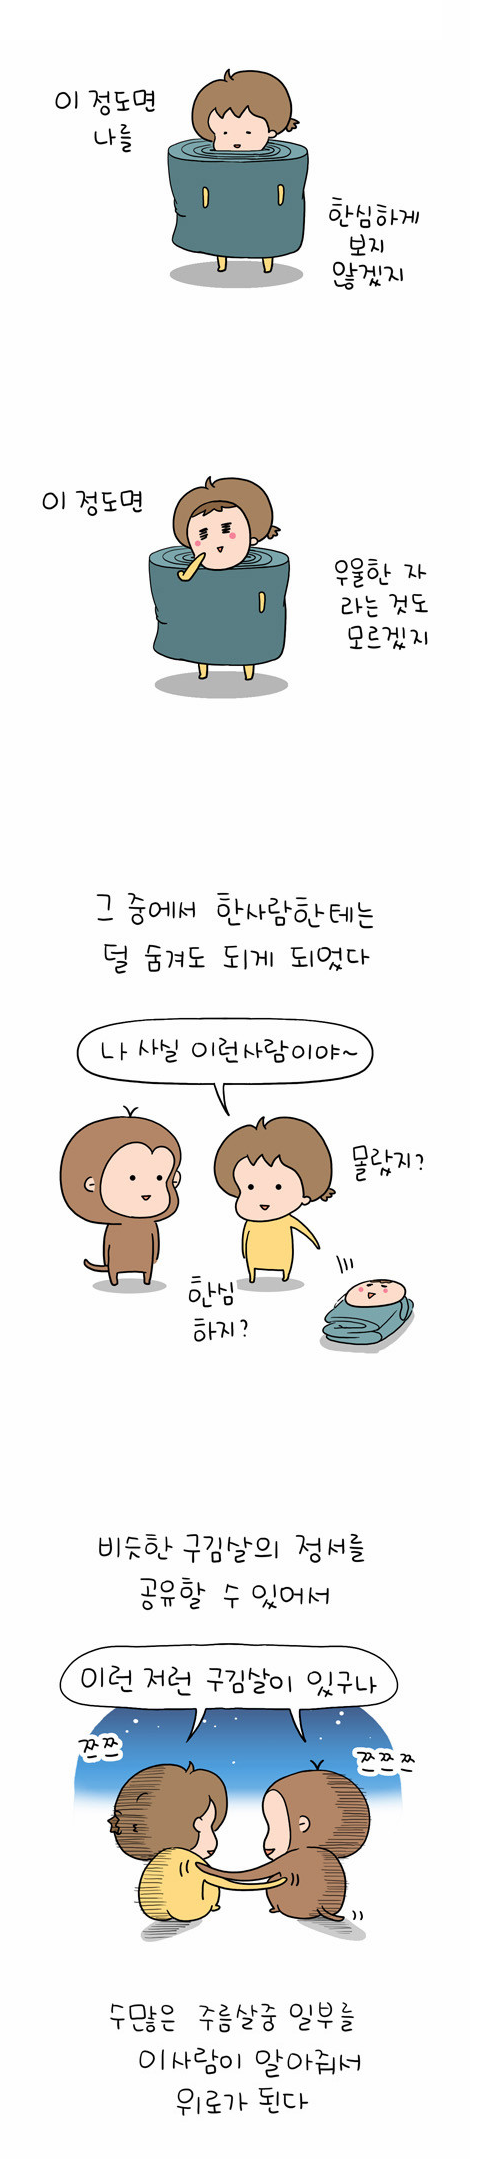 이 정도면
나를
한심하게
보지
않겠지
이 정도면
우울한 자
라는 것도
모르겠지
그 중에서 한사람한테는
덜 숨겨도 되게 되었다
나 사실 이런사람이야~
몰랐지?
한심
하지?
비슷한 구김살의 정서를
공유할 수 있어서
이런 저런 구김살이 있구나
쯔쯔
쯔쯔쯔
수많은 주름살중 일부를
이사람이 알아줘서
위로가 된다